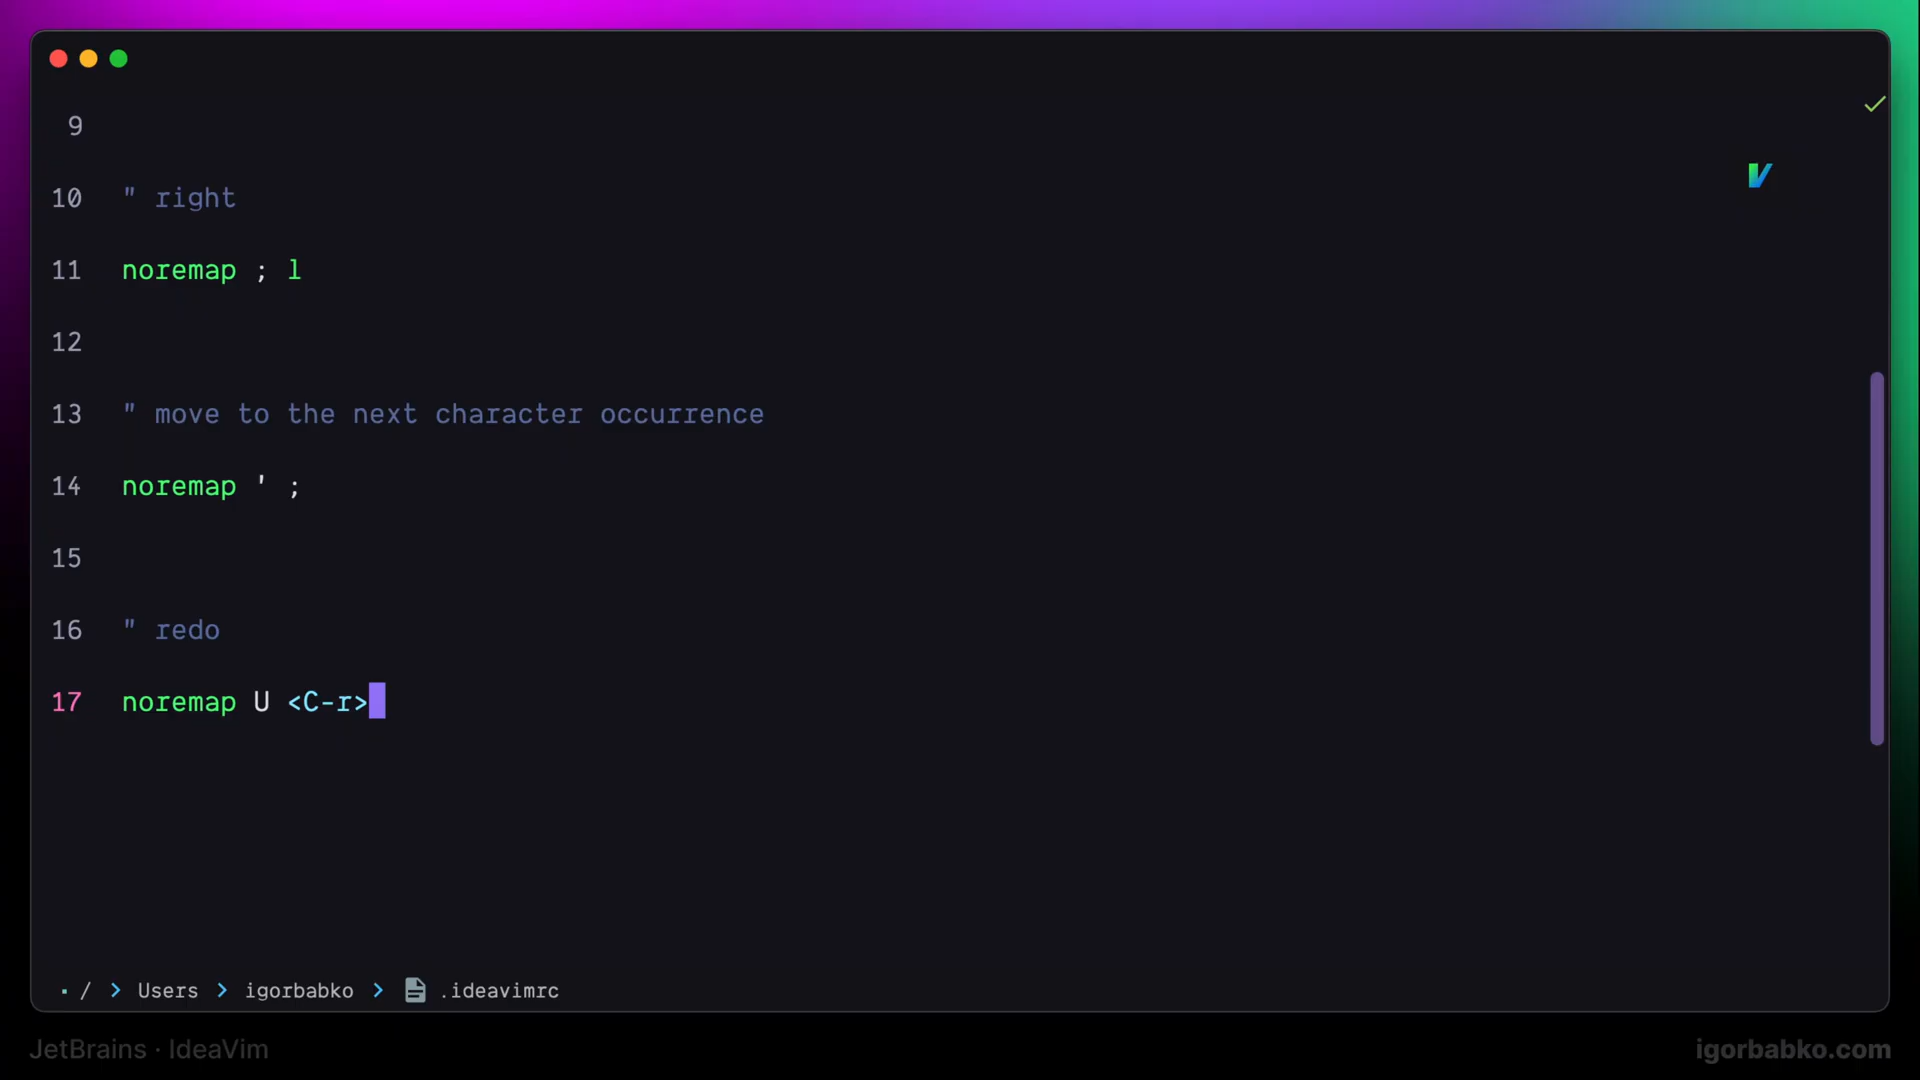 9
10 " right
11 noremap ; l
12
13 " move to the next character occurrence
14 noremap ' ;
15
16 " redo
17 noremap U <C-r>
/ > Users > igorbabko > .ideavimrc
JetBrains · IdeaVim
igorbabko.com